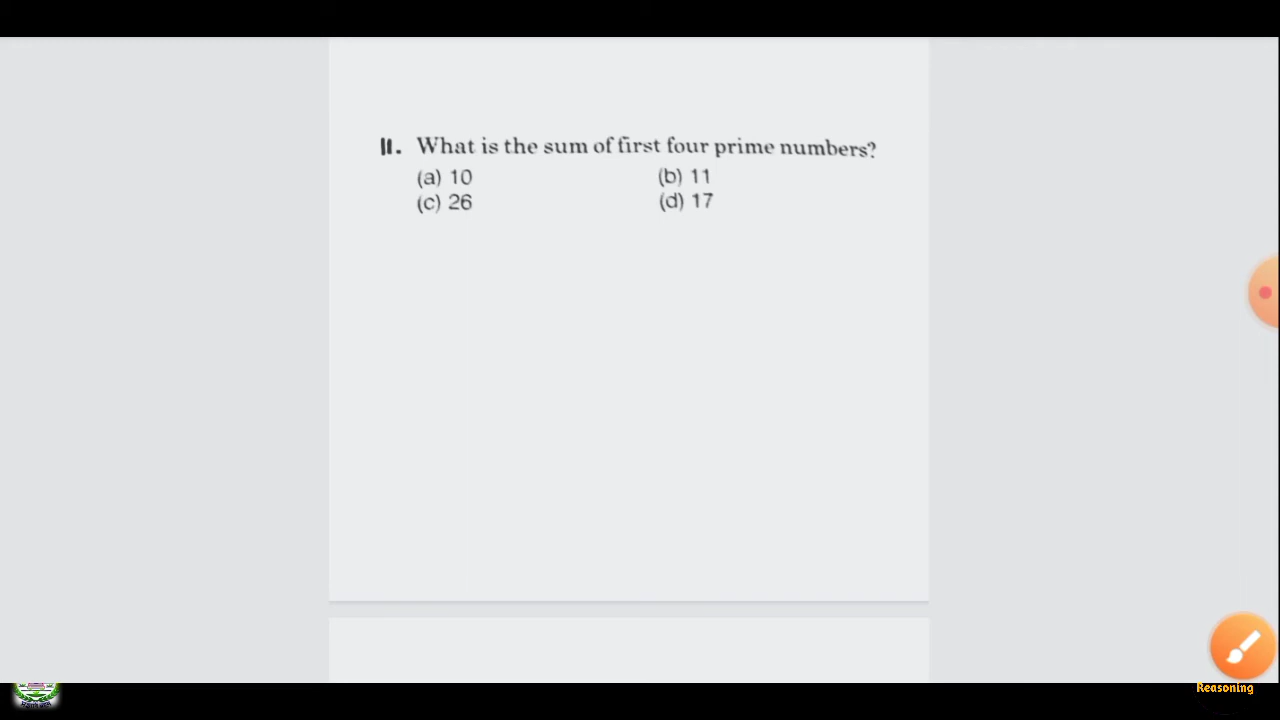 11. What is the sum of first four prime numbers?
(a) 10 (b) 11
(c) 26 (d) 17
Reasoning